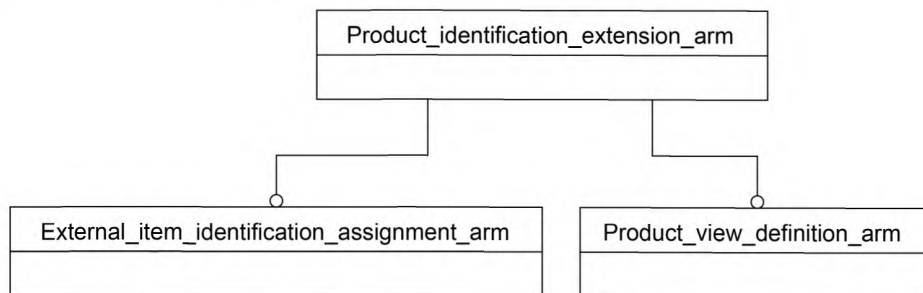 Product_identification_extension_arm
External_item_identification_assignment_arm
Product_view_definition_arm